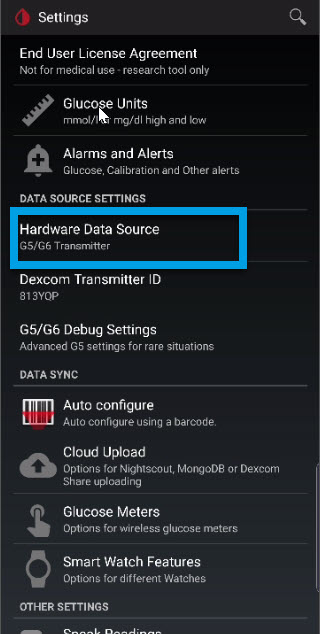 Settings
End User License Agreement
Not for medical use - research tool only
Glucose Units
mmol/l or mg/dl high and low
Alarms and Alerts
Glucose, Calibration and Other alerts
DATA SOURCE SETTINGS
Hardware Data Source
G5/G6 Transmitter
Dexcom Transmitter ID
813YQP
G5/G6 Debug Settings
Advanced G5 settings for rare situations
DATA SYNC
Auto configure
Auto configure using a barcode.
Cloud Upload
Options for Nightscout, MongoDB or Dexcom
Share uploading
Glucose Meters
Options for wireless glucose meters
Smart Watch Features
Options for different Watches
OTHER SETTINGS
Speak Readings